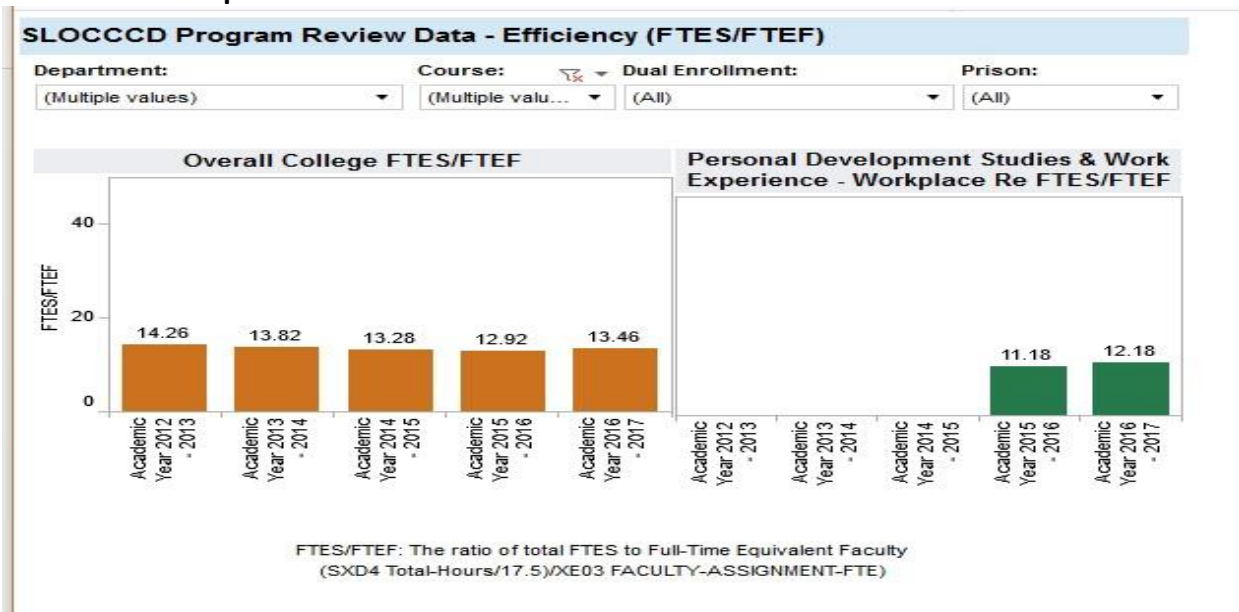 SLOCCCD Program Review Data - Efficiency (FTES/FTEF)
Department: Course: Dual Enrollment: Prison:
(Multiple values) (Multiple valu... (All) (All)
Overall College FTES/FTEF
Personal Development Studies & Work
Experience - Workplace Re FTES/FTEF
FTES/FTEF
40
20
0
14.26
13.82
13.28
12.92
13.46
11.18
12.18
Academic
Year 2012
- 2013
Academic
Year 2013
- 2014
Academic
Year 2014
- 2015
Academic
Year 2015
- 2016
Academic
Year 2016
- 2017
Academic
Year 2012
- 2013
Academic
Year 2013
- 2014
Academic
Year 2014
- 2015
Academic
Year 2015
- 2016
Academic
Year 2016
- 2017
FTES/FTEF: The ratio of total FTES to Full-Time Equivalent Faculty
(SXD4 Total-Hours/17.5)/XE03 FACULTY-ASSIGNMENT-FTE)